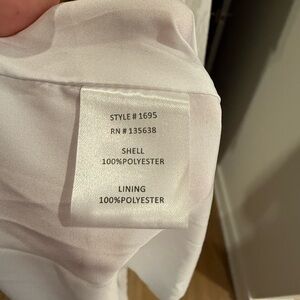 STYLE # 1695
RN # 135638
SHELL
100%POLYESTER
LINING
100%POLYESTER